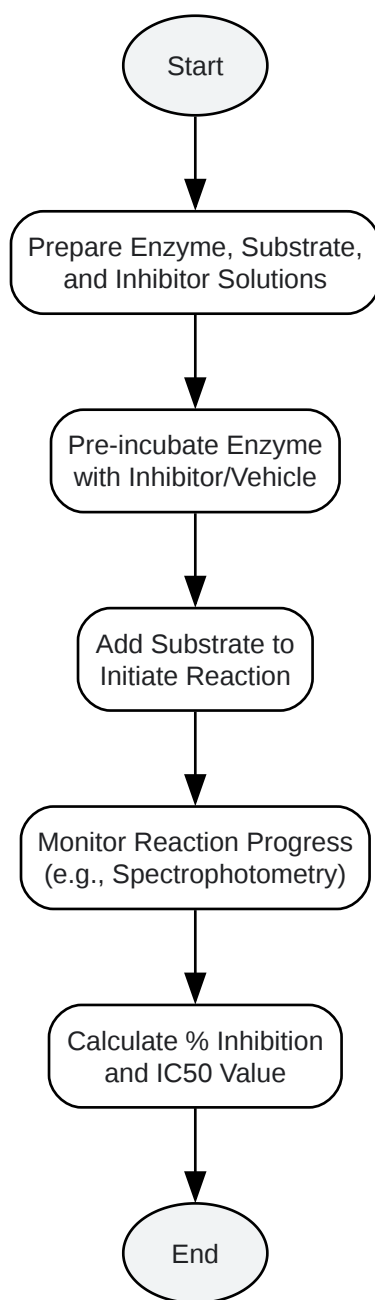 Start
Prepare Enzyme, Substrate,
and Inhibitor Solutions
Pre-incubate Enzyme
with Inhibitor/Vehicle
Add Substrate to
Initiate Reaction
Monitor Reaction Progress
(e.g., Spectrophotometry)
Calculate % Inhibition
and IC50 Value
End